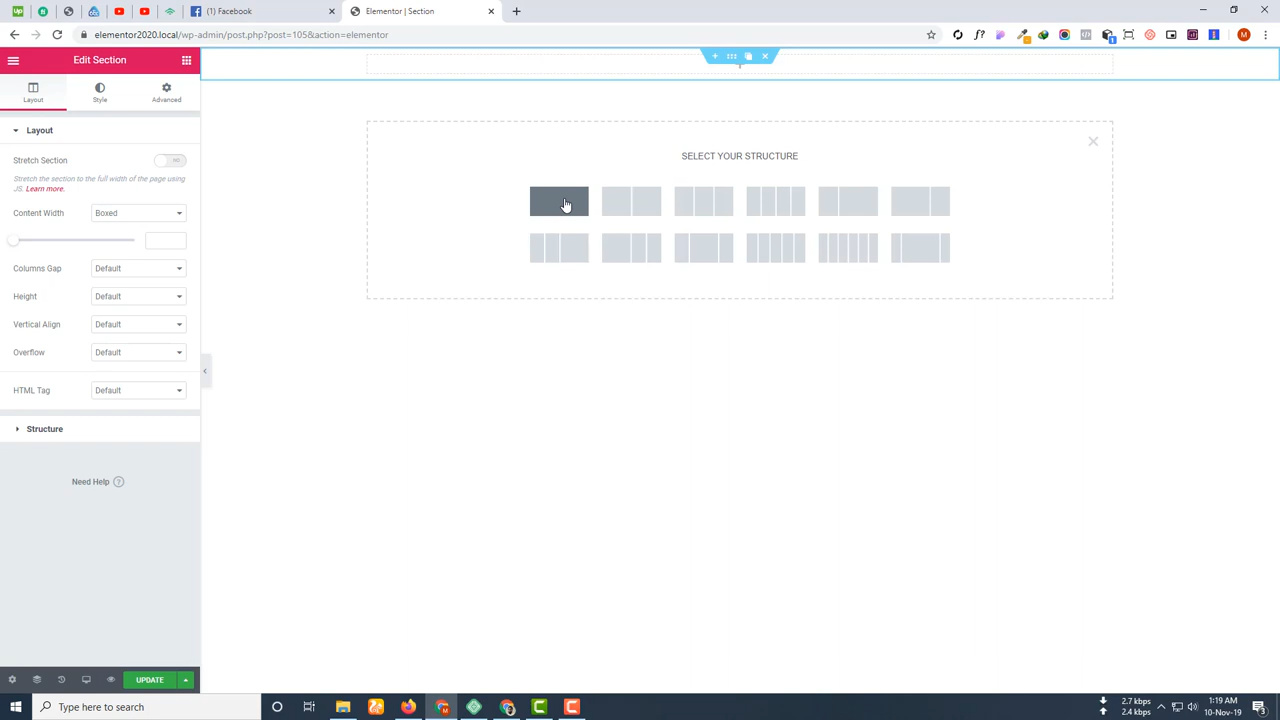 Up
(1) Facebook
Elementor | Section
elementor2020.local/wp-admin/post.php?post=105&action=elementor
f?
M
Edit Section
Layout
Style
Advanced
Layout
Stretch Section
NO
Stretch the section to the full width of the page using JS. Learn more.
Content Width
Boxed
Columns Gap
Default
Height
Default
Vertical Align
Default
Overflow
Default
HTML Tag
Default
Structure
Need Help
UPDATE
SELECT YOUR STRUCTURE
Type here to search
2.7 kbps
2.4 kbps
1:19 AM
10-Nov-19